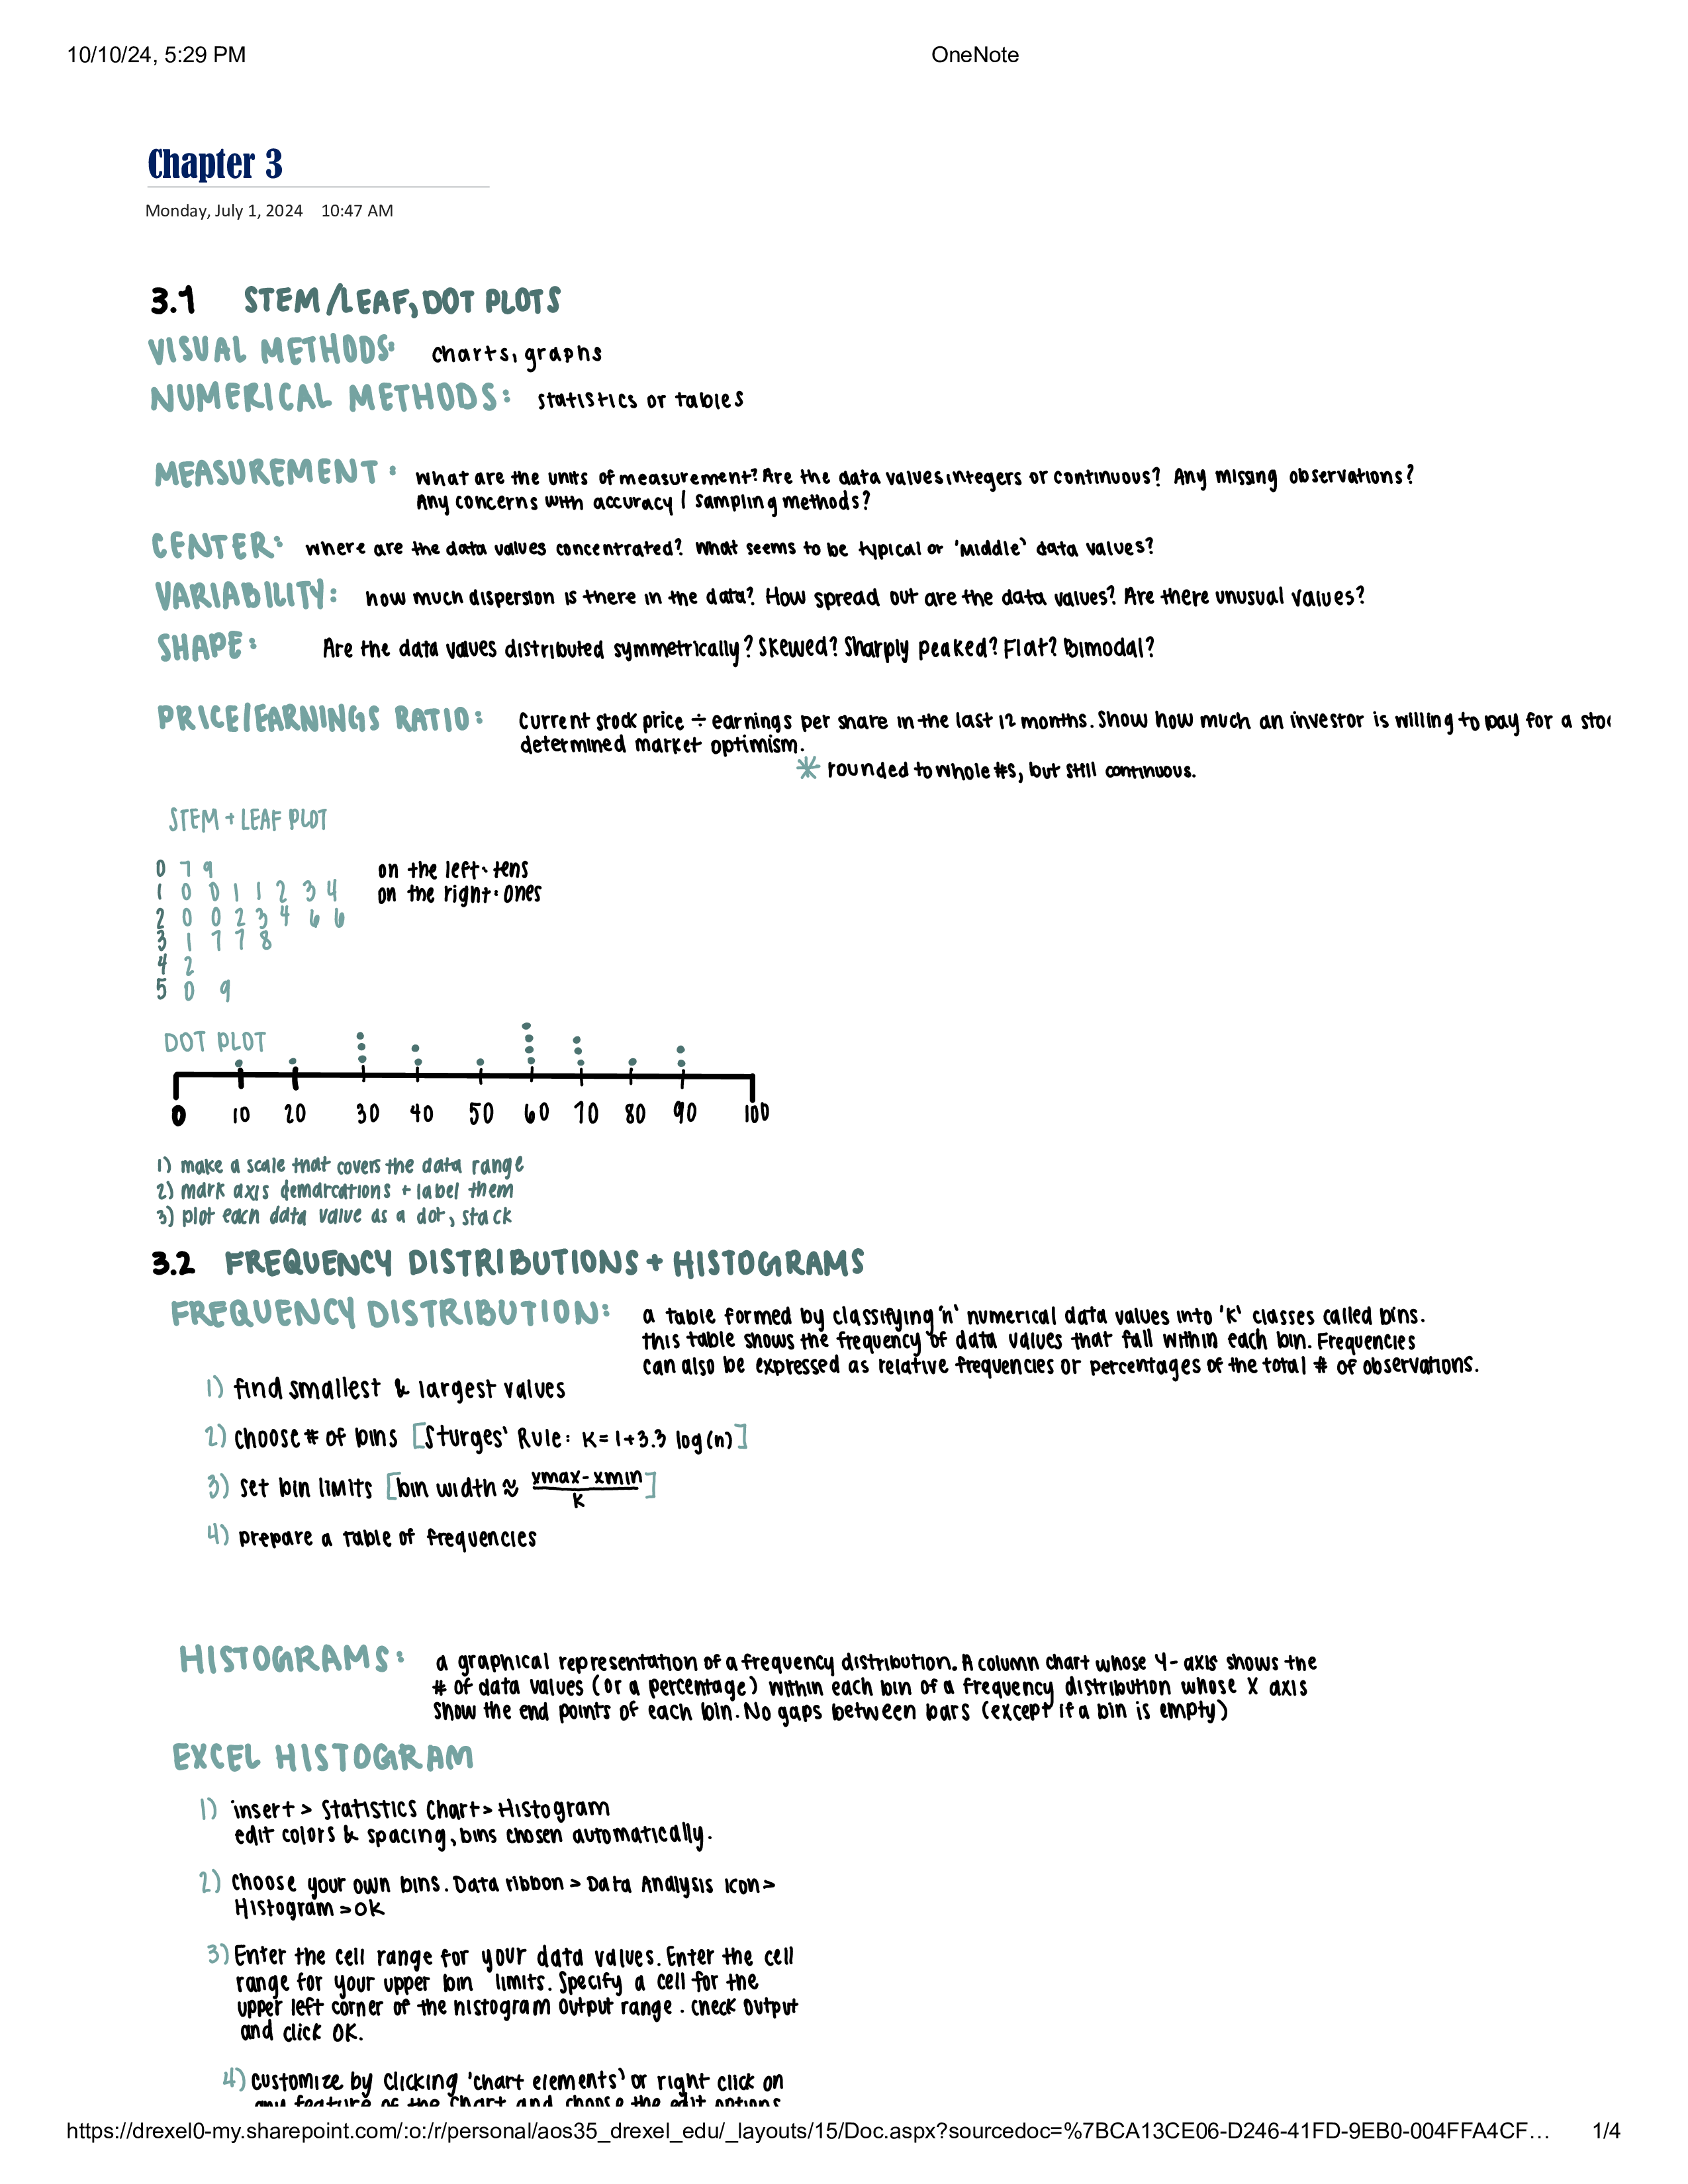 10/10/24, 5:29 PM OneNote
Chapter 3
Monday, July 1, 2024 10:47 AM
3.1 STEM/LEAF, DOT PLOTS
VISUAL METHODS: charts, graphs
NUMERICAL METHODS: statistics or tables
MEASUREMENT: What are the units of measurement? Are the data values integers or continuous? Any missing observations?
Any concerns with accuracy / sampling methods?
CENTER: where are the data values concentrated? What seems to be typical or 'middle' data values?
VARIABILITY: how much dispersion is there in the data? How spread out are the data values? Are there unusual values?
SHAPE: Are the data values distributed symmetrically? Skewed? Sharply peaked? Flat? Bimodal?
PRICE/EARNINGS RATIO: Current stock price ÷ earnings per share in the last 12 months. Show how much an investor is willing to pay for a stoc
determined market optimism.
* rounded to whole #s, but still continuous.
STEM + LEAF PLOT
0 7 9 on the left: tens
1 0 0 1 1 2 3 4 on the right: ones
2 0 0 2 3 4 6 6
3 1 7 7 8
4 2
5 0 9
DOT PLOT
0 10 20 30 40 50 60 70 80 90 100
1) make a scale that covers the data range
2) mark axis demarcations + label them
3) plot each data value as a dot, stack
3.2 FREQUENCY DISTRIBUTIONS + HISTOGRAMS
FREQUENCY DISTRIBUTION: a table formed by classifying 'n' numerical data values into 'k' classes called bins.
this table shows the frequency of data values that fall within each bin. Frequencies
can also be expressed as relative frequencies or percentages of the total # of observations.
1) find smallest & largest values
2) choose # of bins [Sturges' Rule: K = 1+3.3 log(n)]
3) set bin limits [bin width ≈ xmax - xmin / K]
4) prepare a table of frequencies
HISTOGRAMS: a graphical representation of a frequency distribution. A column chart whose Y-axis shows the
# of data values (or a percentage) within each bin of a frequency distribution whose X axis
show the end points of each bin. No gaps between bars (except if a bin is empty)
EXCEL HISTOGRAM
1) insert > Statistics Chart > Histogram
edit colors & spacing, bins chosen automatically.
2) choose your own bins. Data ribbon > Data Analysis Icon >
Histogram > OK
3) Enter the cell range for your data values. Enter the cell
range for your upper bin limits. Specify a cell for the
upper left corner of the histogram output range. Check Output
and click OK.
4) customize by clicking 'chart elements' or right click on
any feature of the chart and choose the edit options
https://drexel0-my.sharepoint.com/:o:/r/personal/aos35_drexel_edu/_layouts/15/Doc.aspx?sourcedoc=%7BCA13CE06-D246-41FD-9EB0-004FFA4CF… 1/4